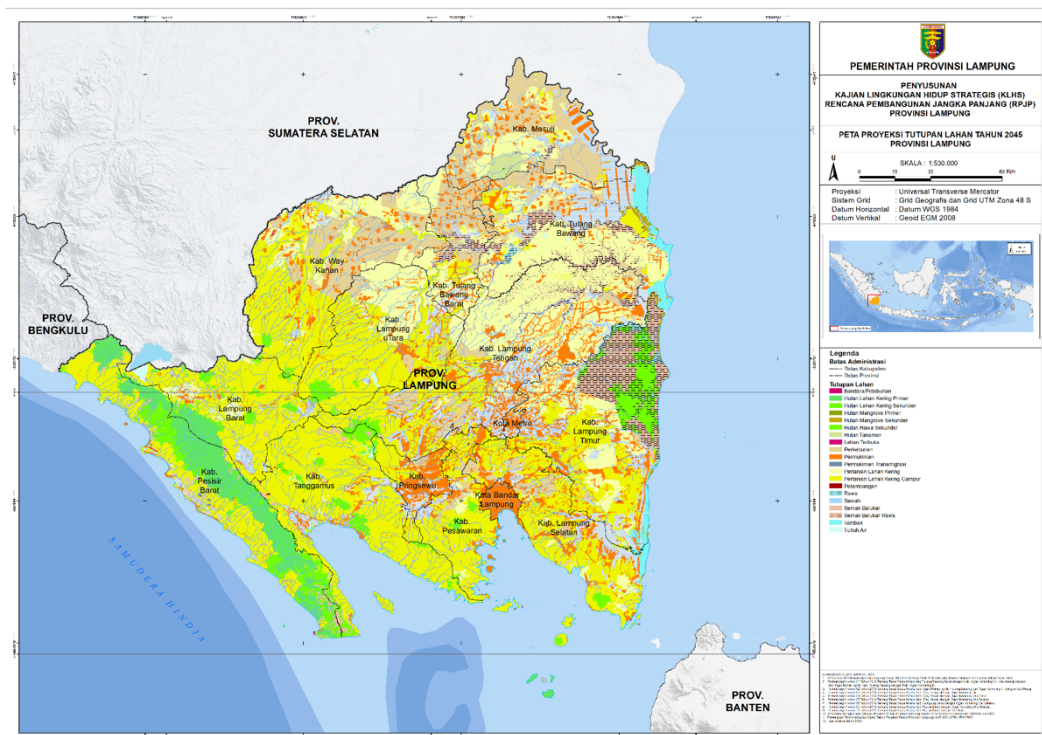 PROV.
SUMATERA SELATAN
Kab. Mesuji
Kab. Tulang
Bawang
Kab. Way
Kanan
Kab. Tulang
Bawang
Barat
Kab.
Lampung
uTara
PROV.
BENGKULU
Kab. Lampung
Tengah
PROV.
LAMPUNG
Kab.
Lampung
Barat
Kota Metro
Kab.
Lampung
Timur
Kab.
Pesisir
Barat
Kab.
Tanggamus
Kab.
Pringsewu
Kota Bandar
Lampung
Kab.
Pesawaran
Kab. Lampung
Selatan
SAMUDERA HINDIA
PROV.
BANTEN
PEMERINTAH PROVINSI LAMPUNG
PENYUSUNAN
KAJIAN LINGKUNGAN HIDUP STRATEGIS (KLHS)
RENCANA PEMBANGUNAN JANGKA PANJANG (RPJP)
PROVINSI LAMPUNG
PETA PROYEKSI TUTUPAN LAHAN TAHUN 2045
PROVINSI LAMPUNG
U
SKALA : 1:530.000
0 15 30 60 Km
Proyeksi : Universal Transverse Mercator
Sistem Grid : Grid Geografis dan Grid UTM Zona 48 S
Datum Horizontal : Datum WGS 1984
Datum Vertikal : Geoid EGM 2008
Legenda
Batas Administrasi
Batas Kabupaten
Batas Provinsi
Tutupan Lahan
Bandara/Pelabuhan
Hutan Lahan Kering Primer
Hutan Lahan Kering Sekunder
Hutan Mangrove Primer
Hutan Mangrove Sekunder
Hutan Rawa Sekunder
Hutan Tanaman
Lahan Terbuka
Perkebunan
Permukiman
Permukiman Transmigrasi
Pertanian Lahan Kering
Pertanian Lahan Kering Campur
Pertambangan
Rawa
Sawah
Semak Belukar
Semak Belukar Rawa
Tambak
Tubuh Air